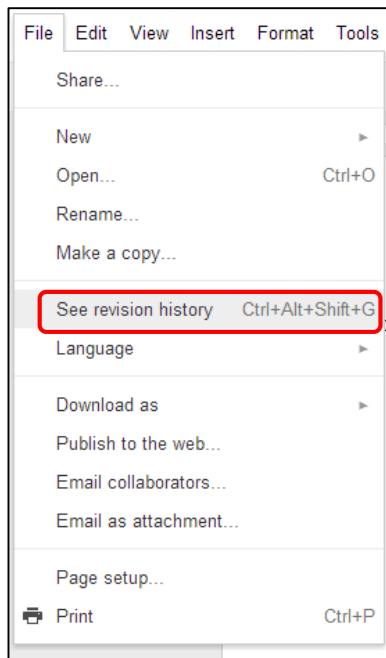 File Edit View Insert Format Tools
Share...
New ►
Open... Ctrl+O
Rename...
Make a copy...
See revision history Ctrl+Alt+Shift+G
Language ►
Download as ►
Publish to the web...
Email collaborators...
Email as attachment...
Page setup...
Print Ctrl+P